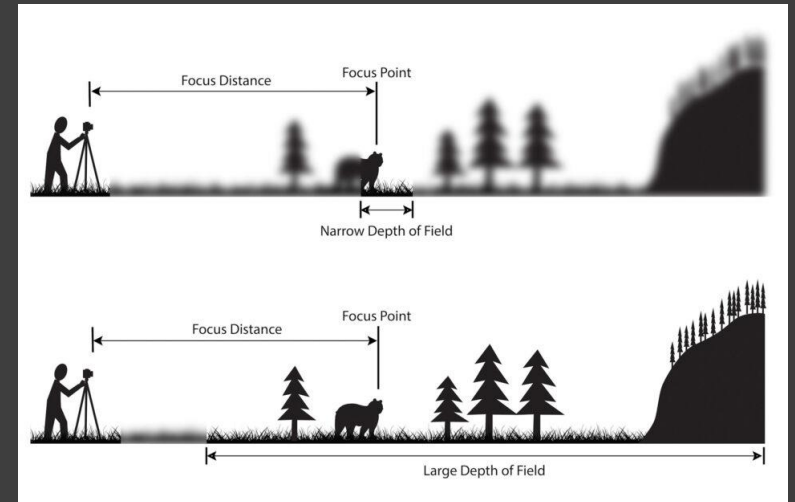 Focus Distance
Focus Point
Narrow Depth of Field
Focus Distance
Focus Point
Large Depth of Field